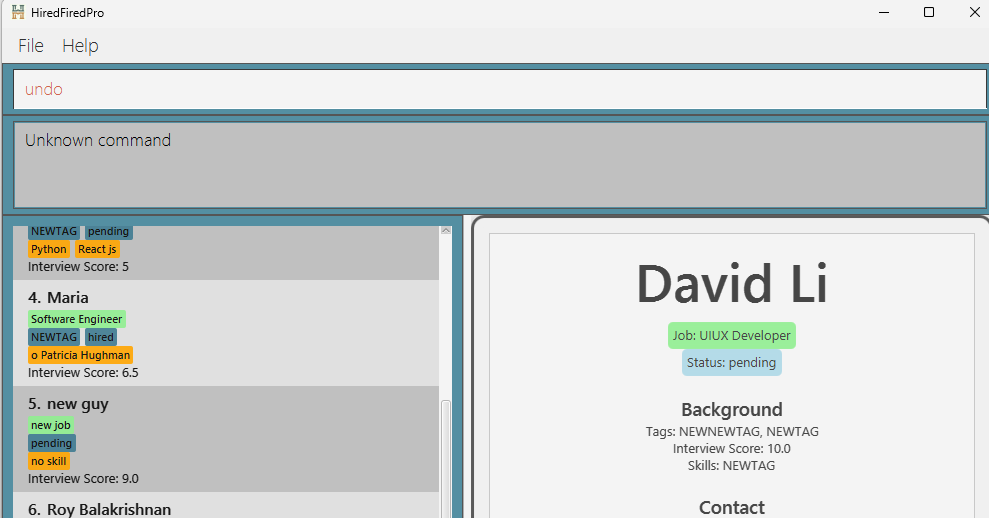 HiredFiredPro
File Help
undo
Unknown command
NEWTAG pending
Python React js
Interview Score: 5
4. Maria
Software Engineer
NEWTAG hired
o Patricia Hughman
Interview Score: 6.5
5. new guy
new job
pending
no skill
Interview Score: 9.0
6. Roy Balakrishnan
David Li
Job: UIUX Developer
Status: pending
Background
Tags: NEWNEWTAG, NEWTAG
Interview Score: 10.0
Skills: NEWTAG
Contact